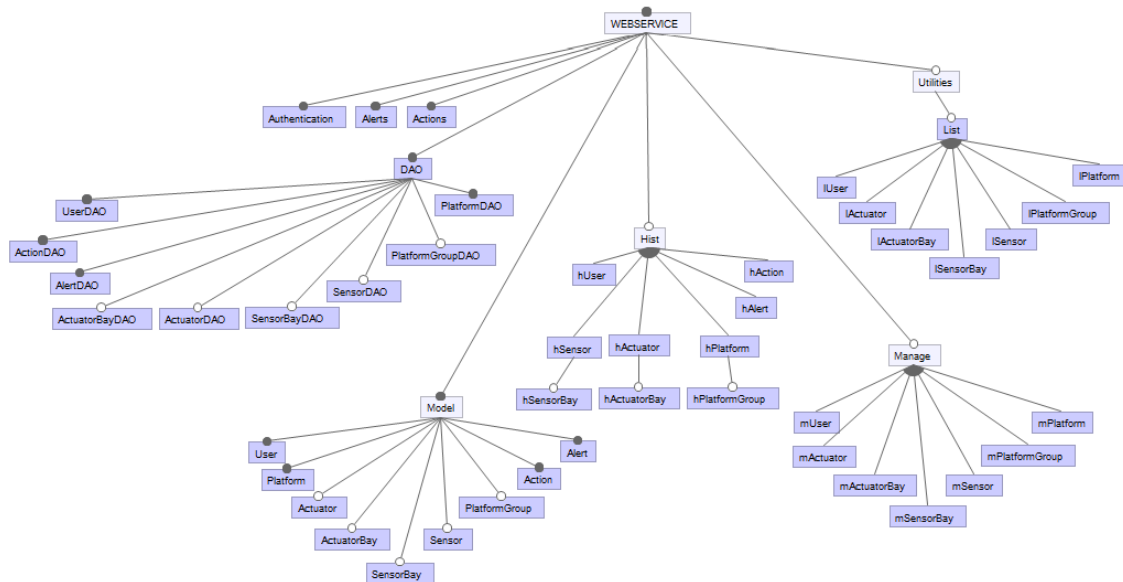 WEBSERVICE
Utilities
Authentication
Alerts
Actions
List
DAO
lPlatform
lUser
PlatformDAO
UserDAO
lActuator
lPlatformGroup
lActuatorBay
lSensor
Hist
ActionDAO
PlatformGroupDAO
lSensorBay
hUser
hAction
AlertDAO
SensorDAO
hAlert
ActuatorBayDAO
ActuatorDAO
SensorBayDAO
hSensor
hActuator
hPlatform
Manage
hSensorBay
hActuatorBay
hPlatformGroup
Model
mUser
mPlatform
User
Alert
mActuator
mPlatformGroup
Platform
Action
mActuatorBay
mSensor
Actuator
PlatformGroup
mSensorBay
ActuatorBay
Sensor
SensorBay